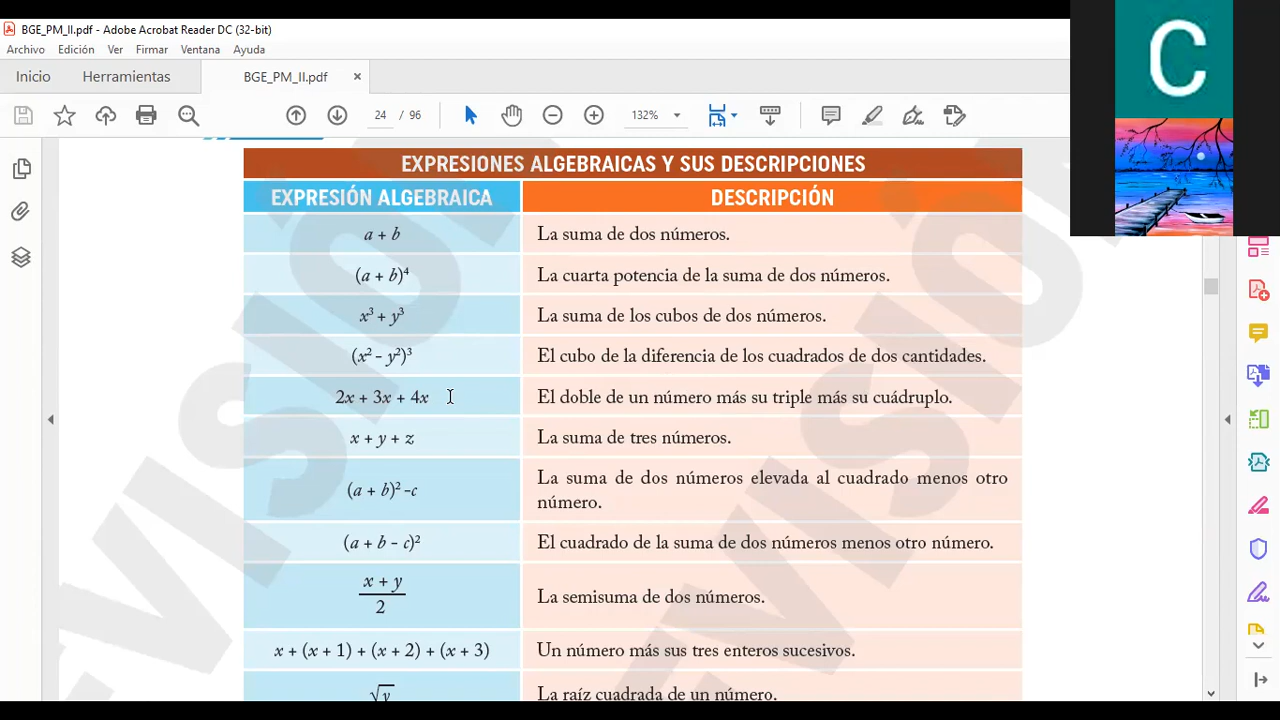 BGE_PM_II.pdf - Adobe Acrobat Reader DC (32-bit)
Archivo Edición Ver Firmar Ventana Ayuda
Inicio Herramientas BGE_PM_II.pdf ×
24 / 96 132%
C
EXPRESIONES ALGEBRAICAS Y SUS DESCRIPCIONES
EXPRESIÓN ALGEBRAICA DESCRIPCIÓN
a + b La suma de dos números.
(a + b)⁴ La cuarta potencia de la suma de dos números.
x³ + y³ La suma de los cubos de dos números.
(x² – y²)³ El cubo de la diferencia de los cuadrados de dos cantidades.
2x + 3x + 4x El doble de un número más su triple más su cuádruplo.
x + y + z La suma de tres números.
(a + b)² –c La suma de dos números elevada al cuadrado menos otro
número.
(a + b – c)² El cuadrado de la suma de dos números menos otro número.
x + y
2
La semisuma de dos números.
x + (x + 1) + (x + 2) + (x + 3) Un número más sus tres enteros sucesivos.
√y La raíz cuadrada de un número.